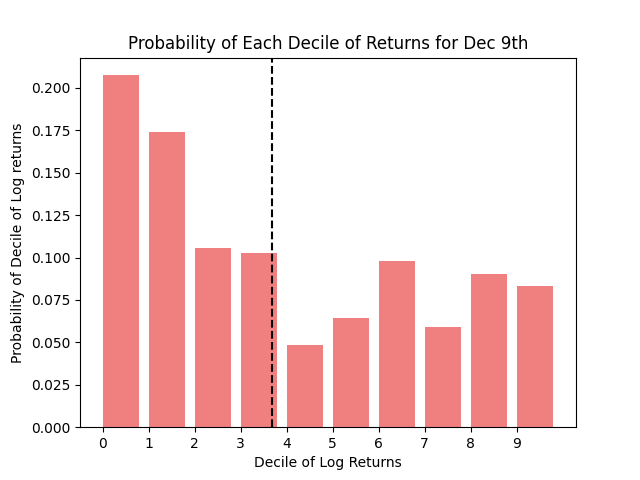 Probability of Each Decile of Returns for Dec 9th
0.200
0.175
0.150
0.125
0.100
0.075
0.050
0.025
0.000
Probability of Decile of Log returns
0 1 2 3 4 5 6 7 8 9
Decile of Log Returns